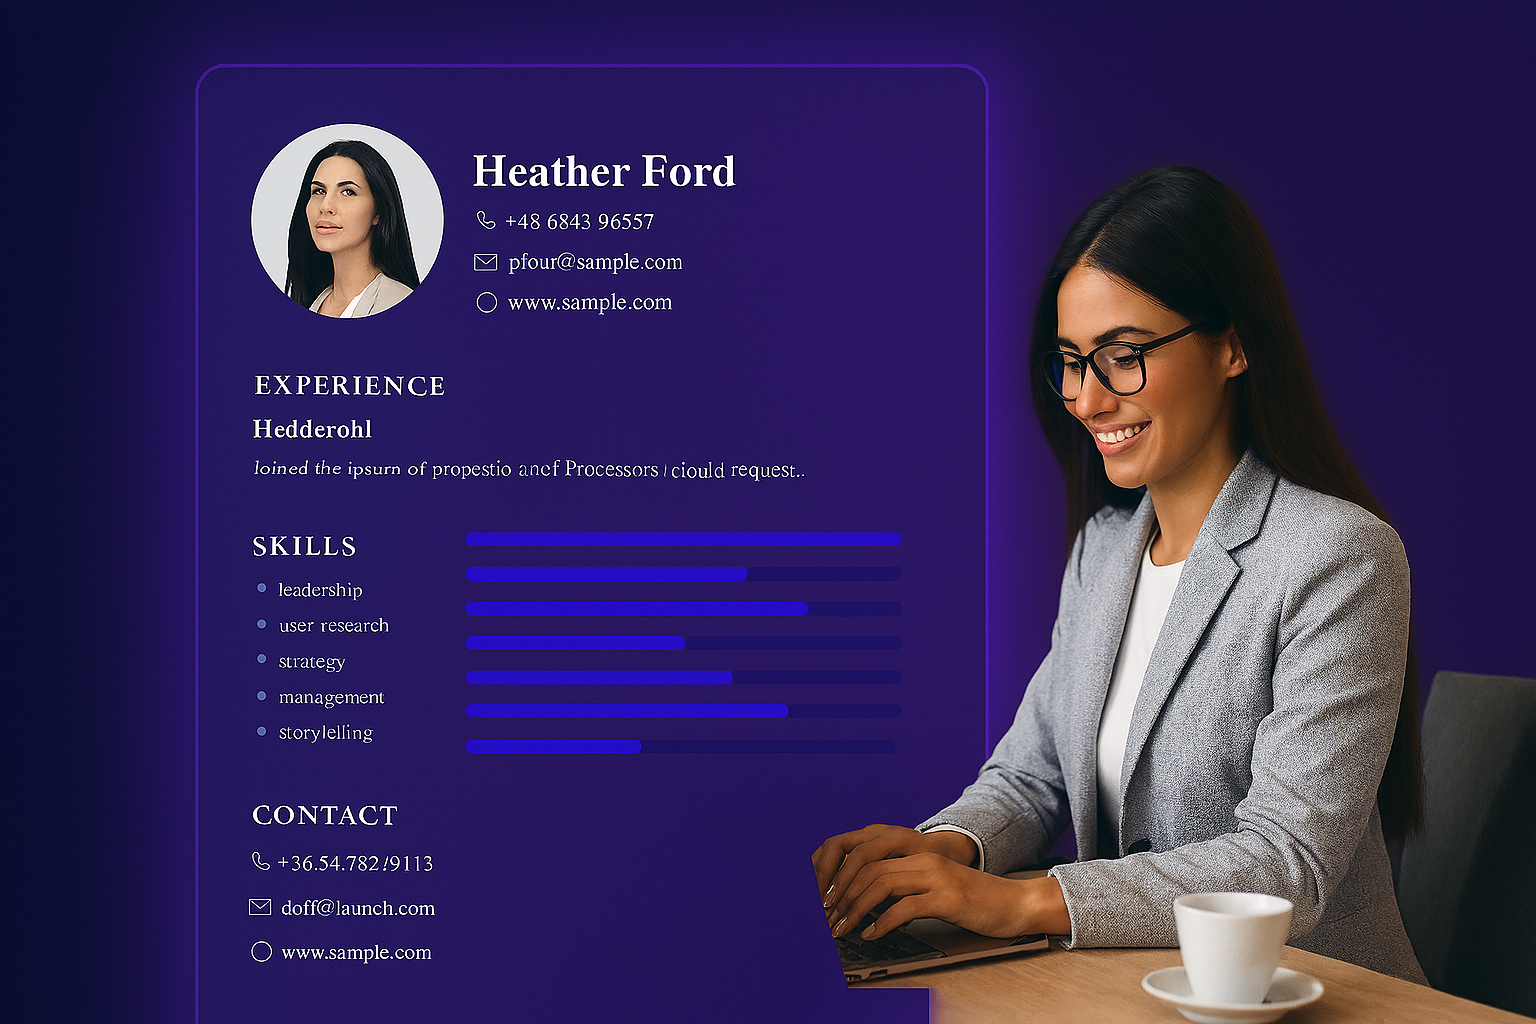 Heather Ford
+48 6843 96557
pfour@sample.com
www.sample.com
EXPERIENCE
Hedderohl
loined the ipsurn of propestio ancf Processors / ciould request..
SKILLS
leadership
user research
strategy
management
storylelling
CONTACT
+36.54.782/9113
doff@launch.com
www.sample.com